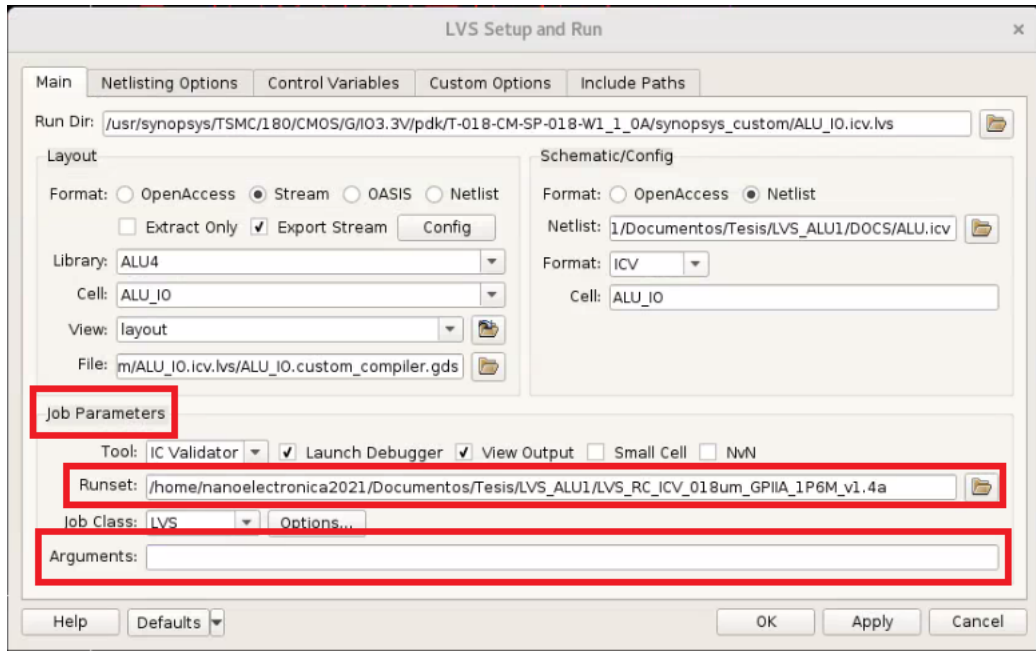 LVS Setup and Run
Main Netlisting Options Control Variables Custom Options Include Paths
Run Dir: /usr/synopsys/TSMC/180/CMOS/G/IO3.3V/pdk/T-018-CM-SP-018-W1_1_0A/synopsys_custom/ALU_IO.icv.lvs
Layout
Format: OpenAccess Stream OASIS Netlist
Extract Only Export Stream Config
Library: ALU4
Cell: ALU_IO
View: layout
File: m/ALU_IO.icv.lvs/ALU_IO.custom_compiler.gds
Schematic/Config
Format: OpenAccess Netlist
Netlist: 1/Documentos/Tesis/LVS_ALU1/DOCS/ALU.icv
Format: ICV
Cell: ALU_IO
Job Parameters
Tool: IC Validator Launch Debugger View Output Small Cell NvN
Runset: /home/nanoelectronica2021/Documentos/Tesis/LVS_ALU1/LVS_RC_ICV_018um_GPIIA_1P6M_v1.4a
Job Class: LVS Options...
Arguments:
Help Defaults OK Apply Cancel